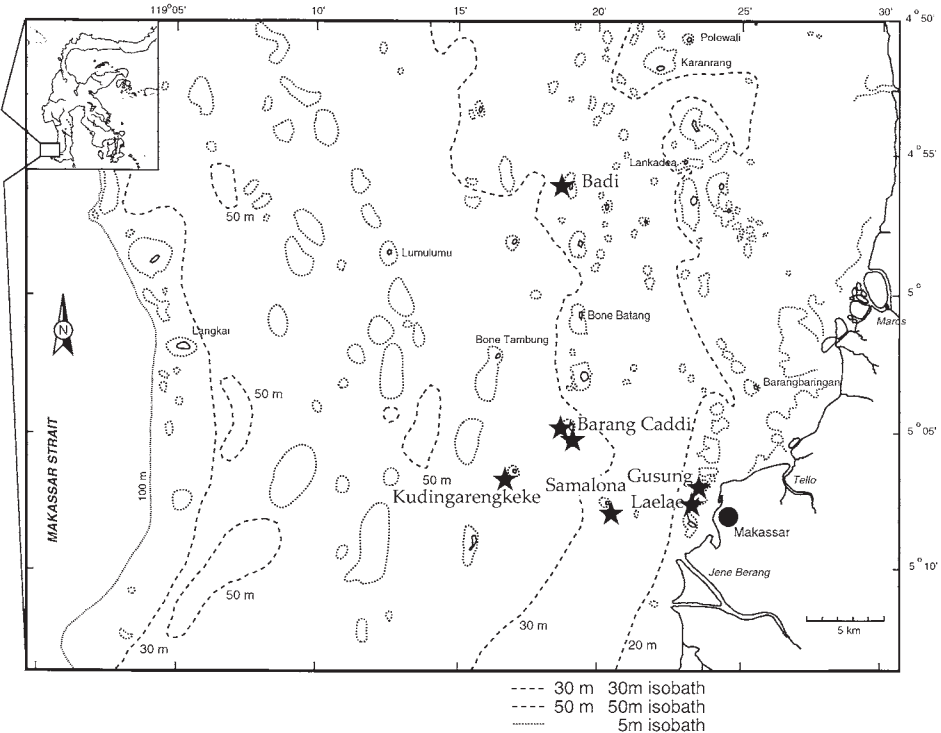 119°05'
10'
15'
20'
25'
30'
4°50'
Polewali
Karanrang
4°55'
Lankadea
Badi
50 m
Lumulumu
5°
Bone Batang
Maros
N
Langkai
Bone Tambung
Barangbaringan
50 m
Barang Caddi
5°05'
MAKASSAR STRAIT
100 m
50 m
Kudingarengkeke
Samalona
Gusung
Laelae
Tello
Makassar
5°10'
Jene Berang
50 m
30 m
5 km
30 m
20 m
30 m 30m isobath
50 m 50m isobath
5m isobath